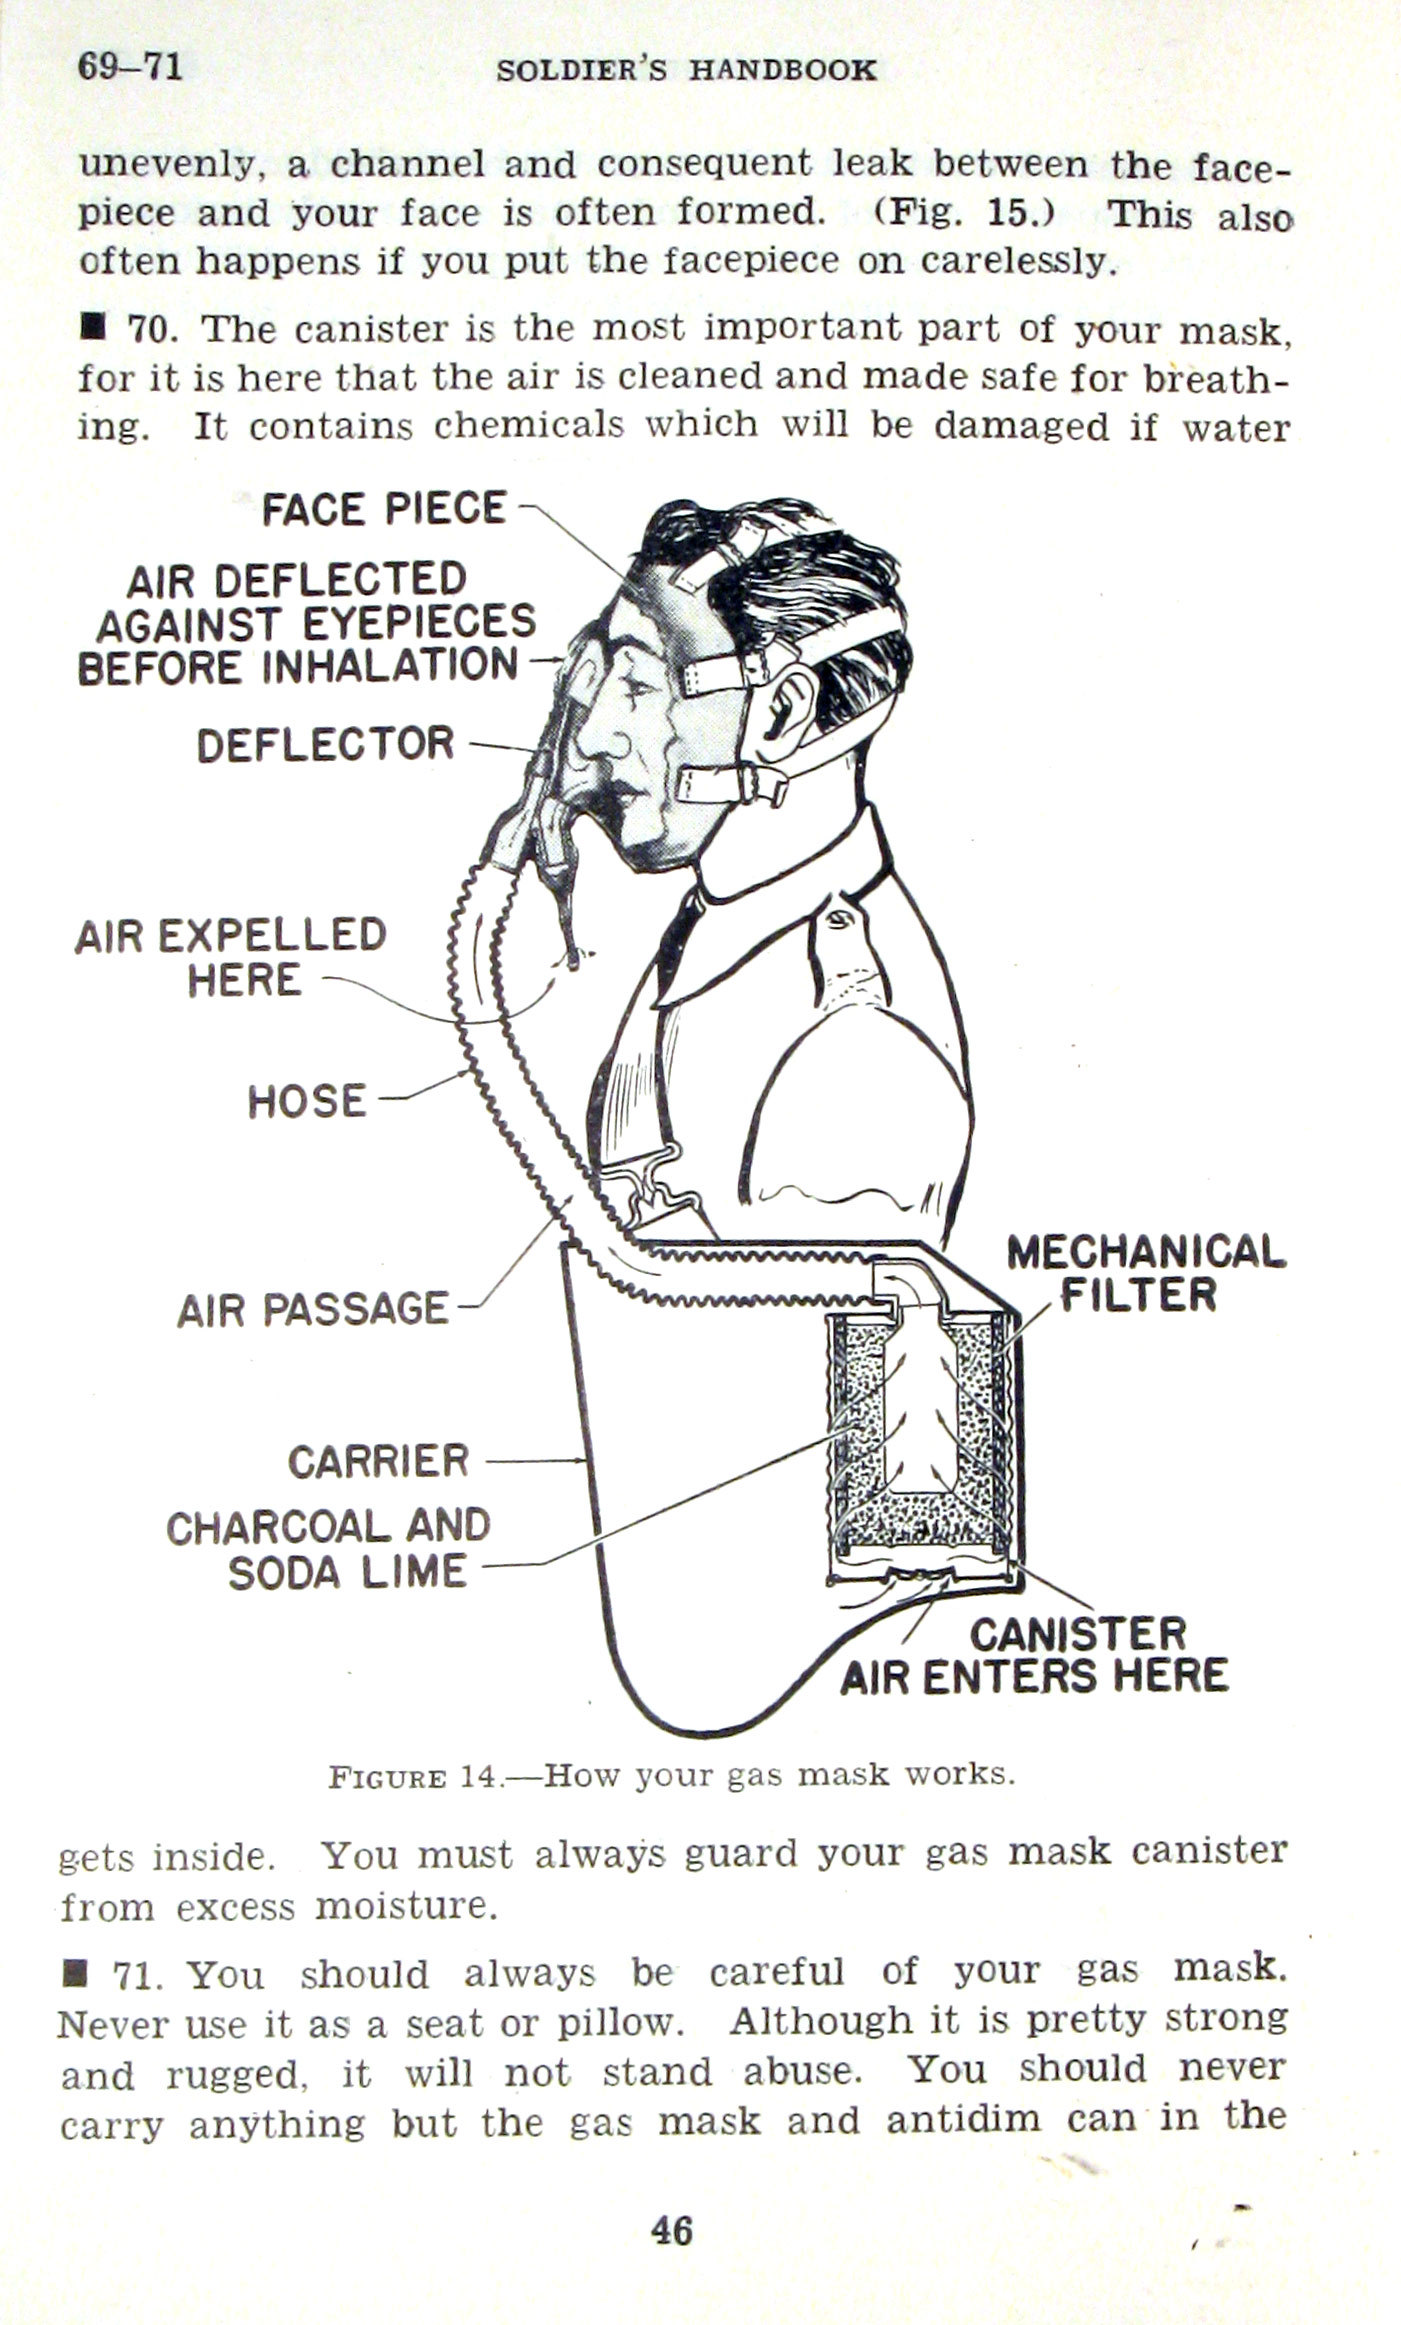 69–71 SOLDIER'S HANDBOOK
unevenly, a channel and consequent leak between the face-
piece and your face is often formed. (Fig. 15.) This also
often happens if you put the facepiece on carelessly.
■ 70. The canister is the most important part of your mask,
for it is here that the air is cleaned and made safe for breath-
ing. It contains chemicals which will be damaged if water
FACE PIECE
AIR DEFLECTED
AGAINST EYEPIECES
BEFORE INHALATION
DEFLECTOR
AIR EXPELLED
HERE
HOSE
AIR PASSAGE
MECHANICAL
FILTER
CARRIER
CHARCOAL AND
SODA LIME
CANISTER
AIR ENTERS HERE
FIGURE 14.—How your gas mask works.
gets inside. You must always guard your gas mask canister
from excess moisture.
■ 71. You should always be careful of your gas mask.
Never use it as a seat or pillow. Although it is pretty strong
and rugged, it will not stand abuse. You should never
carry anything but the gas mask and antidim can in the
46